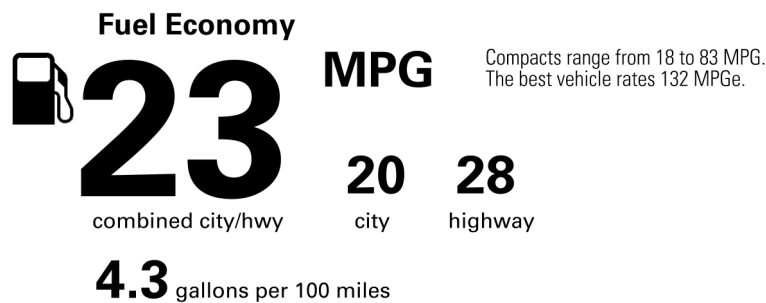 Fuel Economy
23
MPG
Compacts range from 18 to 83 MPG.
The best vehicle rates 132 MPGe.
20 28
combined city/hwy city highway
4.3 gallons per 100 miles